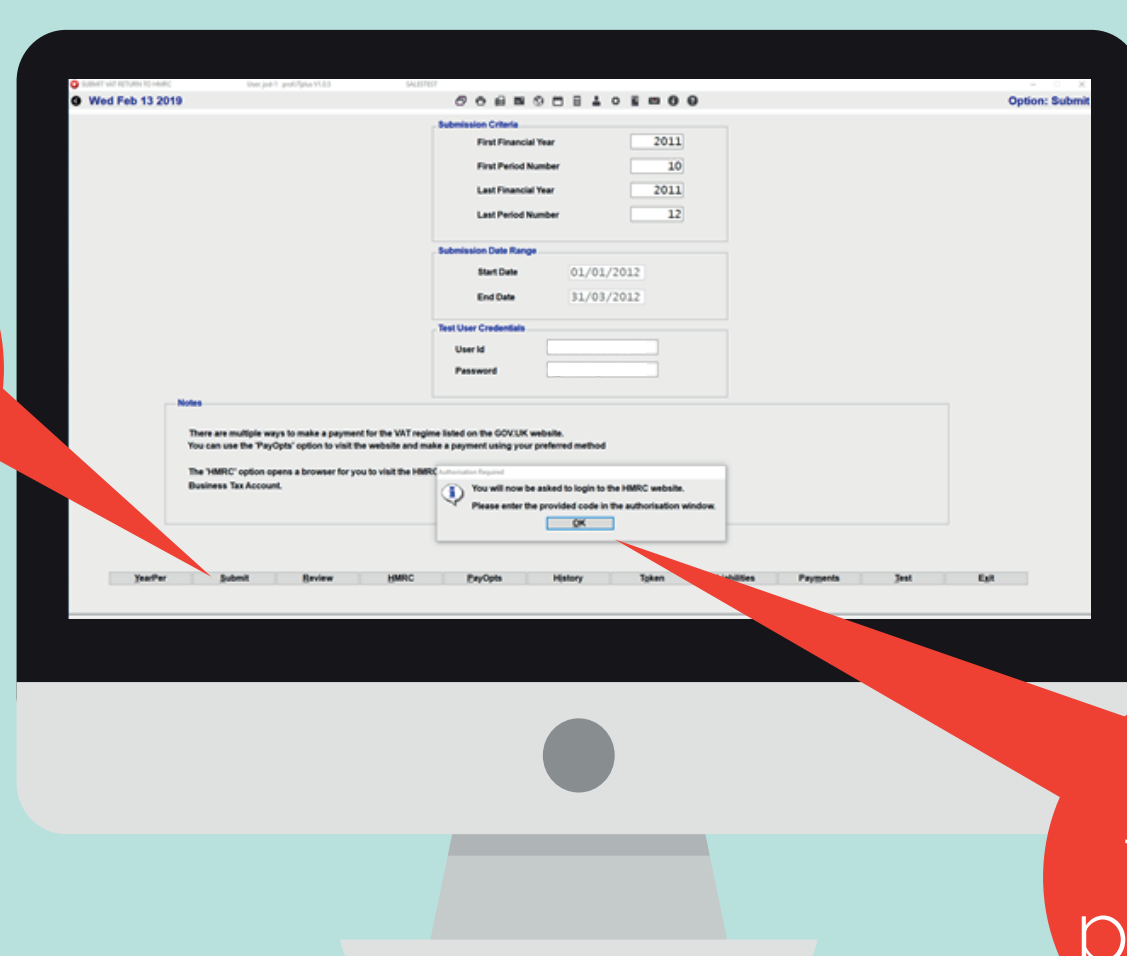 SUBMIT VAT RETURN TO HMRC
SALESTEST
Wed Feb 13 2019
Option: Submit
Submission Criteria
First Financial Year 2011
First Period Number 10
Last Financial Year 2011
Last Period Number 12
Submission Date Range
Start Date 01/01/2012
End Date 31/03/2012
Test User Credentials
User Id
Password
Notes
There are multiple ways to make a payment for the VAT regime listed on the GOV.UK website.
You can use the 'PayOpts' option to visit the website and make a payment using your preferred method
The 'HMRC' option opens a browser for you to visit the HMRC
Business Tax Account.
Authorisation Required
You will now be asked to login to the HMRC website.
Please enter the provided code in the authorisation window.
OK
YearPer Submit Review HMRC PayOpts History Token Payments Test Exit
p